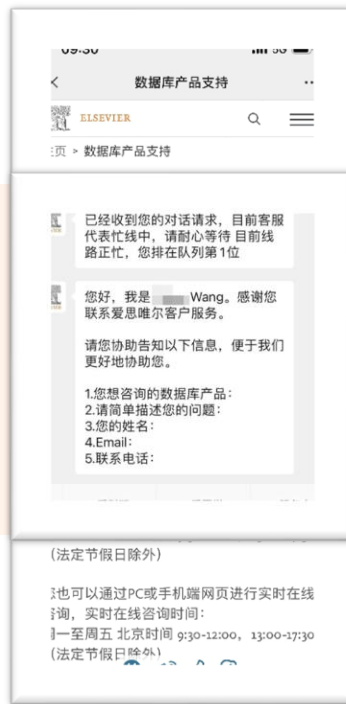 09:30
5G
数据库产品支持
ELSEVIER
页 > 数据库产品支持
已经收到您的对话请求，目前客服
代表忙线中，请耐心等待 目前线
路正忙，您排在队列第1位
您好，我是 Wang。感谢您
联系爱思唯尔客户服务。
请您协助告知以下信息，便于我们
更好地协助您。
1.您想咨询的数据库产品：
2.请简单描述您的问题：
3.您的姓名：
4.Email：
5.联系电话：
(法定节假日除外)
也可以通过PC或手机端网页进行实时在线
咨询，实时在线咨询时间：
周一至周五 北京时间 9:30-12:00，13:00-17:30
(法定节假日除外)